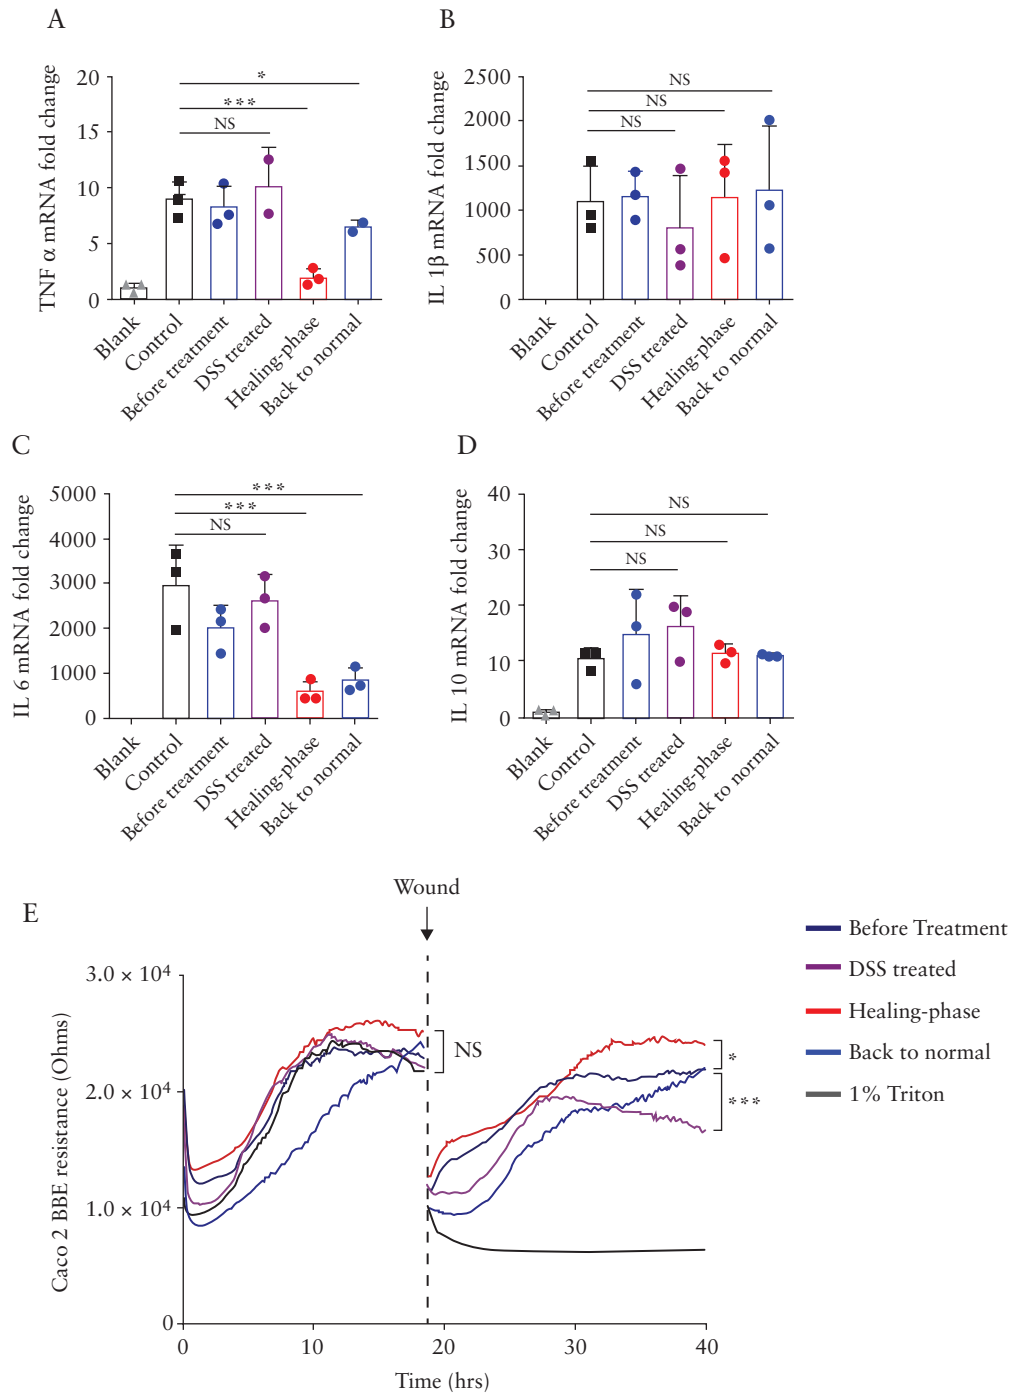 A
TNF α mRNA fold change
20
15
10
5
0
*
***
NS
Blank
Control
Before treatment
DSS treated
Healing-phase
Back to normal
B
IL 1β mRNA fold change
2500
2000
1500
1000
500
0
NS
NS
NS
Blank
Control
Before treatment
DSS treated
Healing-phase
Back to normal
C
IL 6 mRNA fold change
5000
4000
3000
2000
1000
0
***
***
NS
Blank
Control
Before treatment
DSS treated
Healing-phase
Back to normal
D
IL 10 mRNA fold change
40
30
20
10
0
NS
NS
NS
Blank
Control
Before treatment
DSS treated
Healing-phase
Back to normal
E
Wound
Caco 2 BBE resistance (Ohms)
3.0 × 10⁴
2.0 × 10⁴
1.0 × 10⁴
0
NS
*
***
0
10
20
30
40
Time (hrs)
Before Treatment
DSS treated
Healing-phase
Back to normal
1% Triton